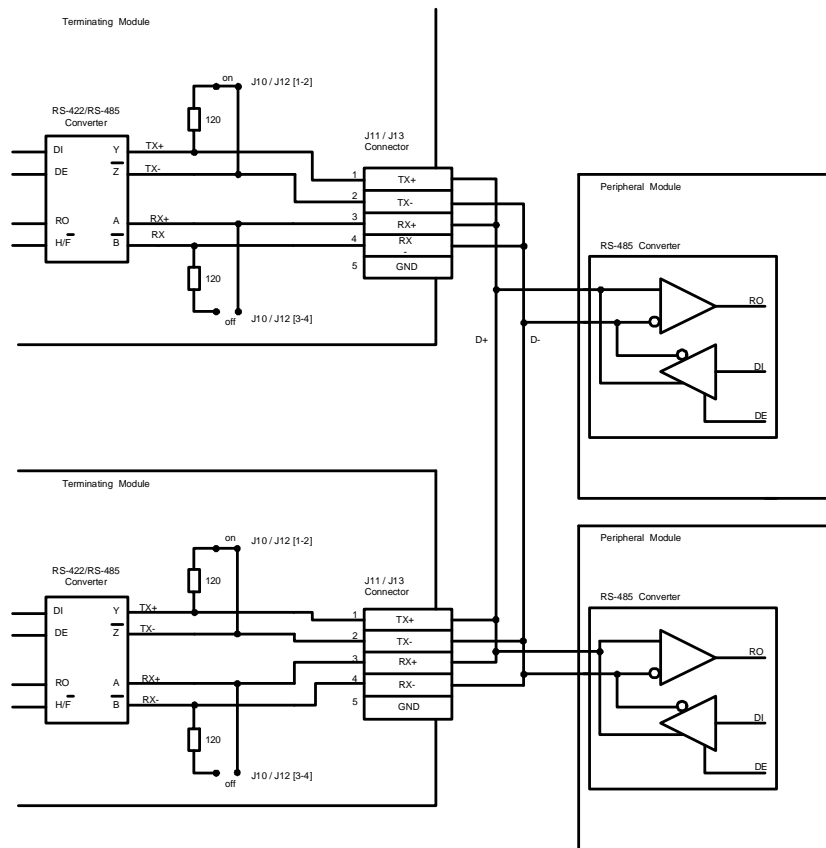 Terminating Module
on
J10 / J12 [1-2]
120
RS-422/RS-485
Converter
DI
Y
TX+
DE
Z
TX-
RO
A
RX+
H/F
B
RX
120
off
J10 / J12 [3-4]
J11 / J13
Connector
1
TX+
2
TX-
3
RX+
4
RX
-
5
GND
D+
D-
Peripheral Module
RS-485 Converter
RO
DI
DE
Terminating Module
on
J10 / J12 [1-2]
120
RS-422/RS-485
Converter
DI
Y
TX+
DE
Z
TX-
RO
A
RX+
H/F
B
RX-
120
off
J10 / J12 [3-4]
J11 / J13
Connector
1
TX+
2
TX-
3
RX+
4
RX-
5
GND
Peripheral Module
RS-485 Converter
RO
DI
DE